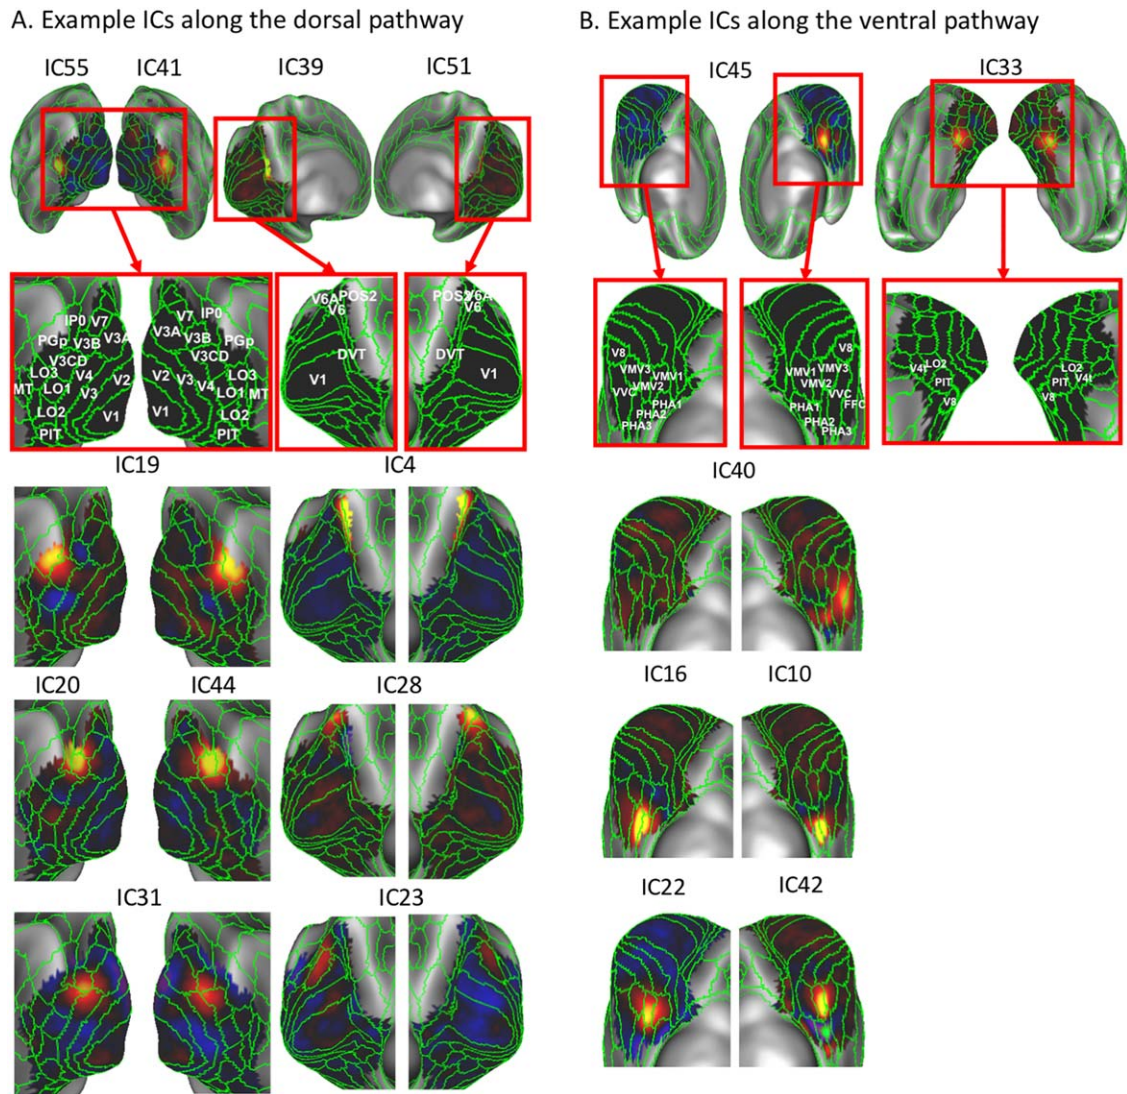 A. Example ICs along the dorsal pathway
B. Example ICs along the ventral pathway
IC55 IC41 IC39 IC51
IC45 IC33
V7 IP0 V3A V3B PGp V3CD LO3 V4 V2 MT LO1 V3 LO2 V1 PIT
V7 IP0 V3A V3B PGp V3CD V2 V3 V4 LO3 LO1 MT V1 LO2 PIT
V6A POS2 V6 DVT V1
POS2 V6A V6 DVT V1
V8 VMV3 VMV1 VVC VMV2 PHA1 PHA2 PHA3
V8 VMV1 VMV3 VMV2 VVC PHA1 FFC PHA2 PHA3
V4t LO2 PIT V8
LO2 PIT V4t V8
IC19 IC4
IC40
IC20 IC44 IC28
IC16 IC10
IC31 IC23
IC22 IC42